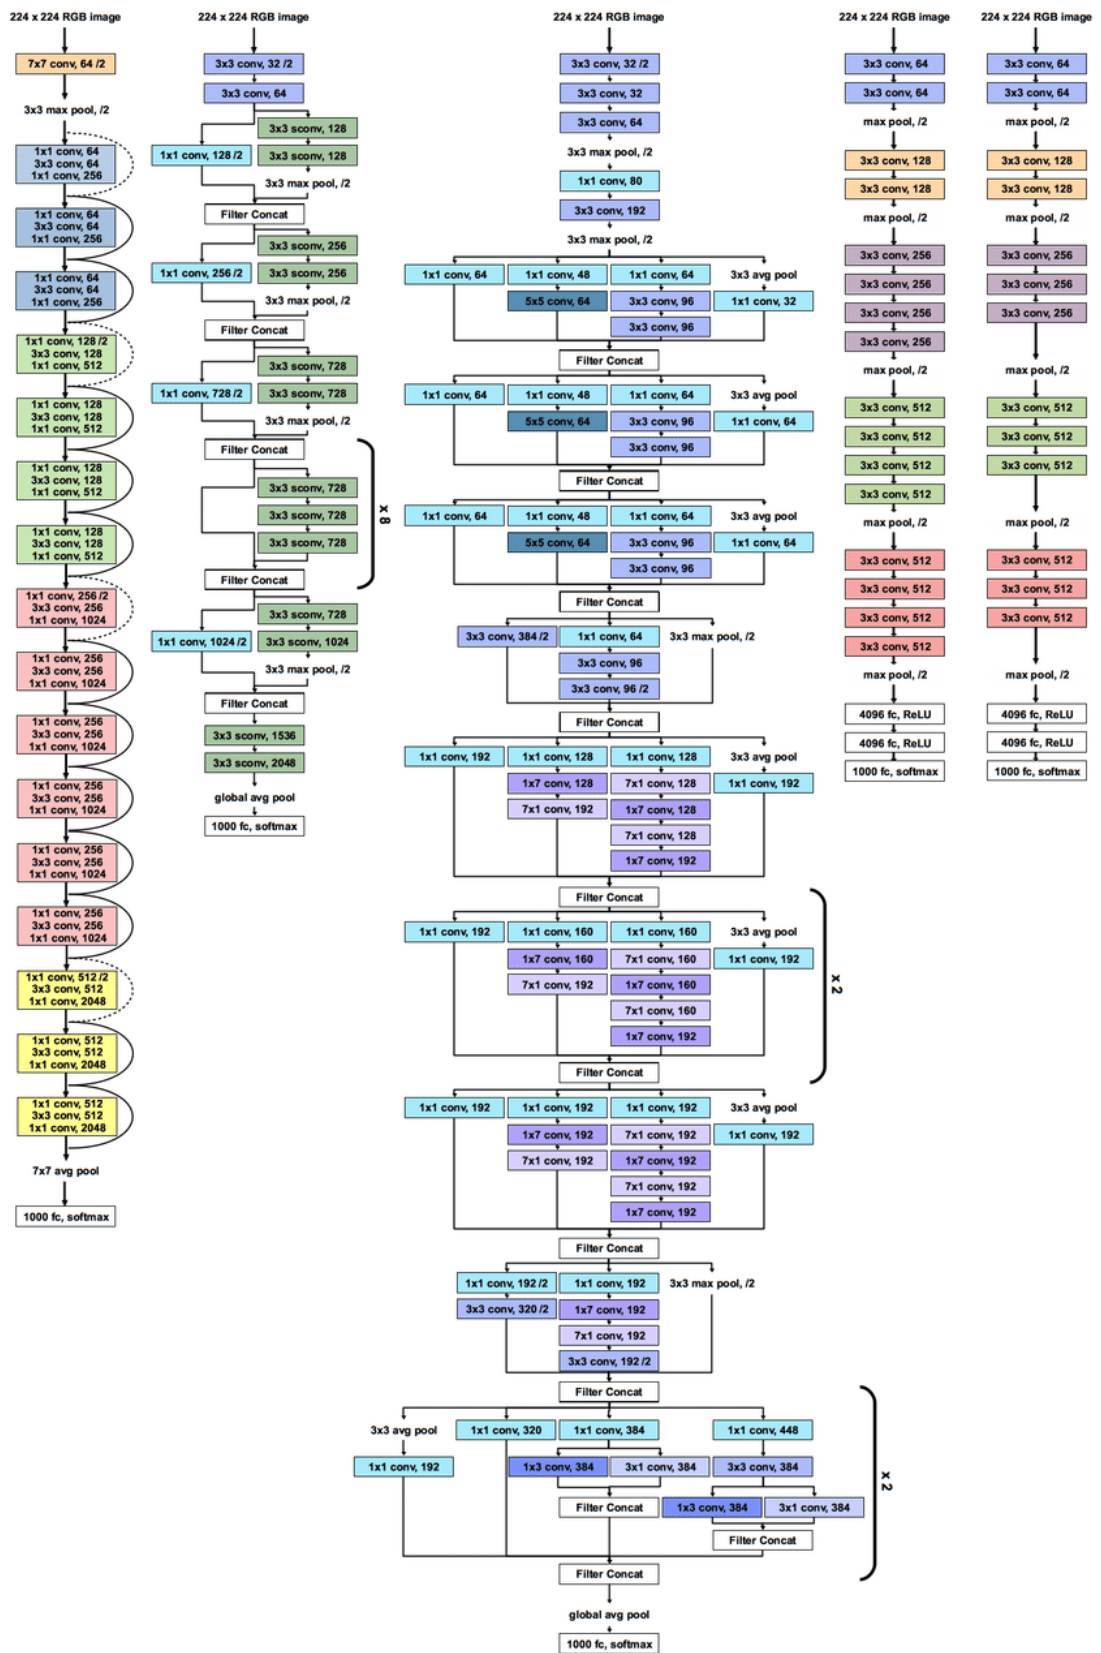 224 x 224 RGB image
7x7 conv, 64 /2
3x3 max pool, /2
1x1 conv, 64
3x3 conv, 64
1x1 conv, 256
1x1 conv, 64
3x3 conv, 64
1x1 conv, 256
1x1 conv, 64
3x3 conv, 64
1x1 conv, 256
1x1 conv, 128 /2
3x3 conv, 128
1x1 conv, 512
1x1 conv, 128
3x3 conv, 128
1x1 conv, 512
1x1 conv, 128
3x3 conv, 128
1x1 conv, 512
1x1 conv, 128
3x3 conv, 128
1x1 conv, 512
1x1 conv, 256 /2
3x3 conv, 256
1x1 conv, 1024
1x1 conv, 256
3x3 conv, 256
1x1 conv, 1024
1x1 conv, 256
3x3 conv, 256
1x1 conv, 1024
1x1 conv, 256
3x3 conv, 256
1x1 conv, 1024
1x1 conv, 256
3x3 conv, 256
1x1 conv, 1024
1x1 conv, 256
3x3 conv, 256
1x1 conv, 1024
1x1 conv, 512 /2
3x3 conv, 512
1x1 conv, 2048
1x1 conv, 512
3x3 conv, 512
1x1 conv, 2048
1x1 conv, 512
3x3 conv, 512
1x1 conv, 2048
7x7 avg pool
1000 fc, softmax
224 x 224 RGB image
3x3 conv, 32 /2
3x3 conv, 64
3x3 sconv, 128
1x1 conv, 128 /2
3x3 sconv, 128
3x3 max pool, /2
Filter Concat
3x3 sconv, 256
1x1 conv, 256 /2
3x3 sconv, 256
3x3 max pool, /2
Filter Concat
3x3 sconv, 728
1x1 conv, 728 /2
3x3 sconv, 728
3x3 max pool, /2
Filter Concat
3x3 sconv, 728
3x3 sconv, 728
3x3 sconv, 728
x 8
Filter Concat
3x3 sconv, 728
1x1 conv, 1024 /2
3x3 sconv, 1024
3x3 max pool, /2
Filter Concat
3x3 sconv, 1536
3x3 sconv, 2048
global avg pool
1000 fc, softmax
224 x 224 RGB image
3x3 conv, 32 /2
3x3 conv, 32
3x3 conv, 64
3x3 max pool, /2
1x1 conv, 80
3x3 conv, 192
3x3 max pool, /2
1x1 conv, 64
1x1 conv, 48
1x1 conv, 64
3x3 avg pool
5x5 conv, 64
3x3 conv, 96
1x1 conv, 32
3x3 conv, 96
Filter Concat
1x1 conv, 64
1x1 conv, 48
1x1 conv, 64
3x3 avg pool
5x5 conv, 64
3x3 conv, 96
1x1 conv, 64
3x3 conv, 96
Filter Concat
1x1 conv, 64
1x1 conv, 48
1x1 conv, 64
3x3 avg pool
5x5 conv, 64
3x3 conv, 96
1x1 conv, 64
3x3 conv, 96
Filter Concat
3x3 conv, 384 /2
1x1 conv, 64
3x3 max pool, /2
3x3 conv, 96
3x3 conv, 96 /2
Filter Concat
1x1 conv, 192
1x1 conv, 128
1x1 conv, 128
3x3 avg pool
1x7 conv, 128
7x1 conv, 128
1x1 conv, 192
7x1 conv, 192
1x7 conv, 128
7x1 conv, 128
1x7 conv, 192
Filter Concat
1x1 conv, 192
1x1 conv, 160
1x1 conv, 160
3x3 avg pool
1x7 conv, 160
7x1 conv, 160
1x1 conv, 192
7x1 conv, 192
1x7 conv, 160
7x1 conv, 160
1x7 conv, 192
x 2
Filter Concat
1x1 conv, 192
1x1 conv, 192
1x1 conv, 192
3x3 avg pool
1x7 conv, 192
7x1 conv, 192
1x1 conv, 192
7x1 conv, 192
1x7 conv, 192
7x1 conv, 192
1x7 conv, 192
Filter Concat
1x1 conv, 192 /2
1x1 conv, 192
3x3 max pool, /2
3x3 conv, 320 /2
1x7 conv, 192
7x1 conv, 192
3x3 conv, 192 /2
Filter Concat
3x3 avg pool
1x1 conv, 320
1x1 conv, 384
1x1 conv, 448
1x1 conv, 192
1x3 conv, 384
3x1 conv, 384
3x3 conv, 384
Filter Concat
1x3 conv, 384
3x1 conv, 384
Filter Concat
x 2
Filter Concat
global avg pool
1000 fc, softmax
224 x 224 RGB image
3x3 conv, 64
3x3 conv, 64
max pool, /2
3x3 conv, 128
3x3 conv, 128
max pool, /2
3x3 conv, 256
3x3 conv, 256
3x3 conv, 256
3x3 conv, 256
max pool, /2
3x3 conv, 512
3x3 conv, 512
3x3 conv, 512
3x3 conv, 512
max pool, /2
3x3 conv, 512
3x3 conv, 512
3x3 conv, 512
3x3 conv, 512
max pool, /2
4096 fc, ReLU
4096 fc, ReLU
1000 fc, softmax
224 x 224 RGB image
3x3 conv, 64
3x3 conv, 64
max pool, /2
3x3 conv, 128
3x3 conv, 128
max pool, /2
3x3 conv, 256
3x3 conv, 256
3x3 conv, 256
max pool, /2
3x3 conv, 512
3x3 conv, 512
3x3 conv, 512
max pool, /2
3x3 conv, 512
3x3 conv, 512
3x3 conv, 512
max pool, /2
4096 fc, ReLU
4096 fc, ReLU
1000 fc, softmax